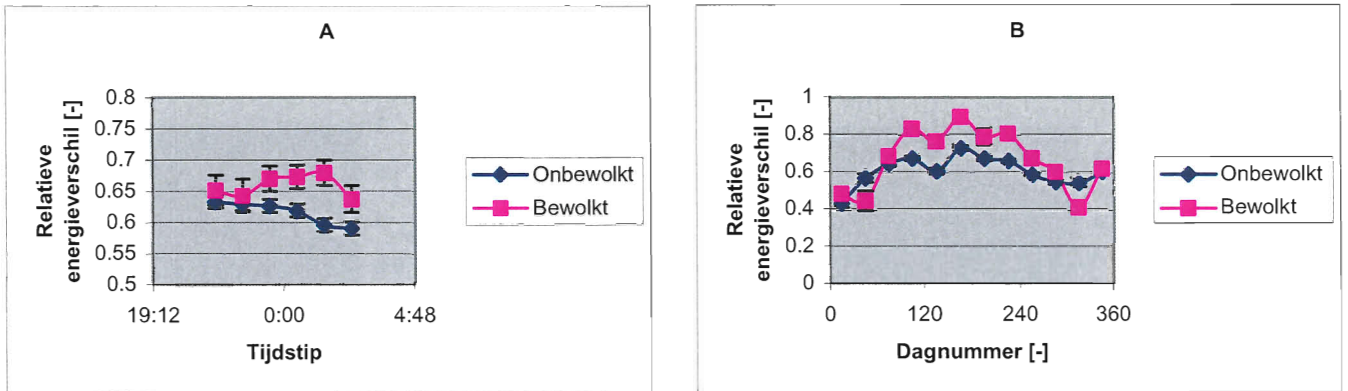 A
Relatieve
energieverschil [-]
0.8
0.75
0.7
0.65
0.6
0.55
0.5
19:12
0:00
4:48
Tijdstip
Onbewolkt
Bewolkt
B
Relatieve
energieverschil [-]
1
0.8
0.6
0.4
0.2
0
0
120
240
360
Dagnummer [-]
Onbewolkt
Bewolkt